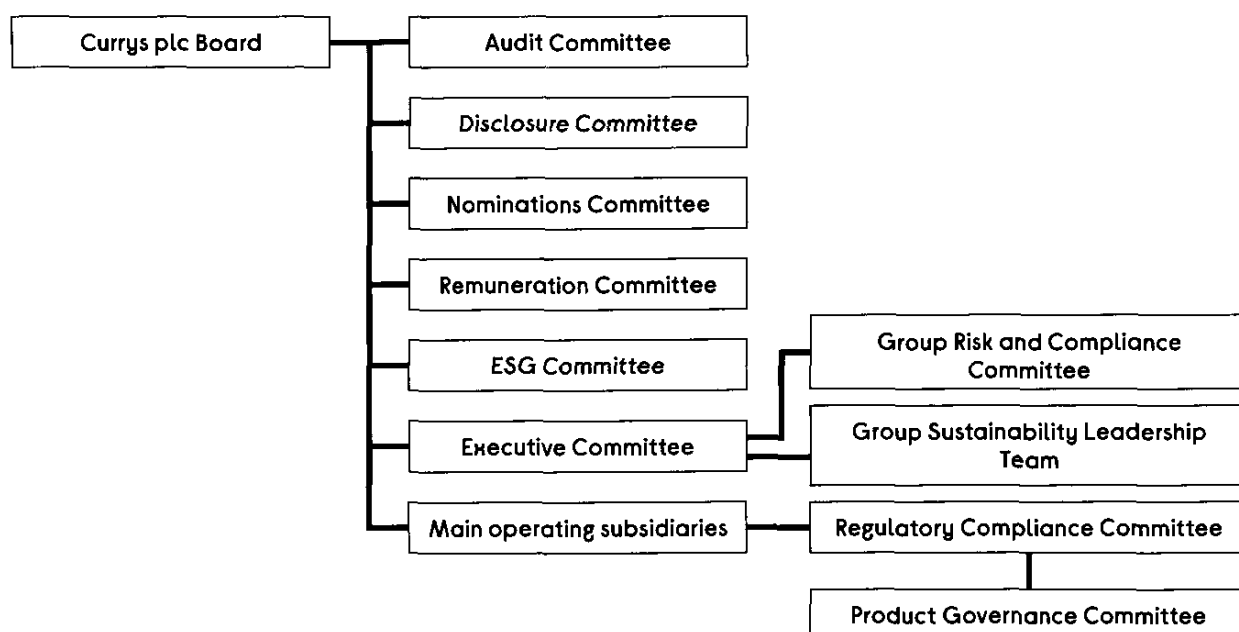 Currys plc Board
Audit Committee
Disclosure Committee
Nominations Committee
Remuneration Committee
ESG Committee
Executive Committee
Main operating subsidiaries
Group Risk and Compliance
Committee
Group Sustainability Leadership
Team
Regulatory Compliance Committee
Product Governance Committee